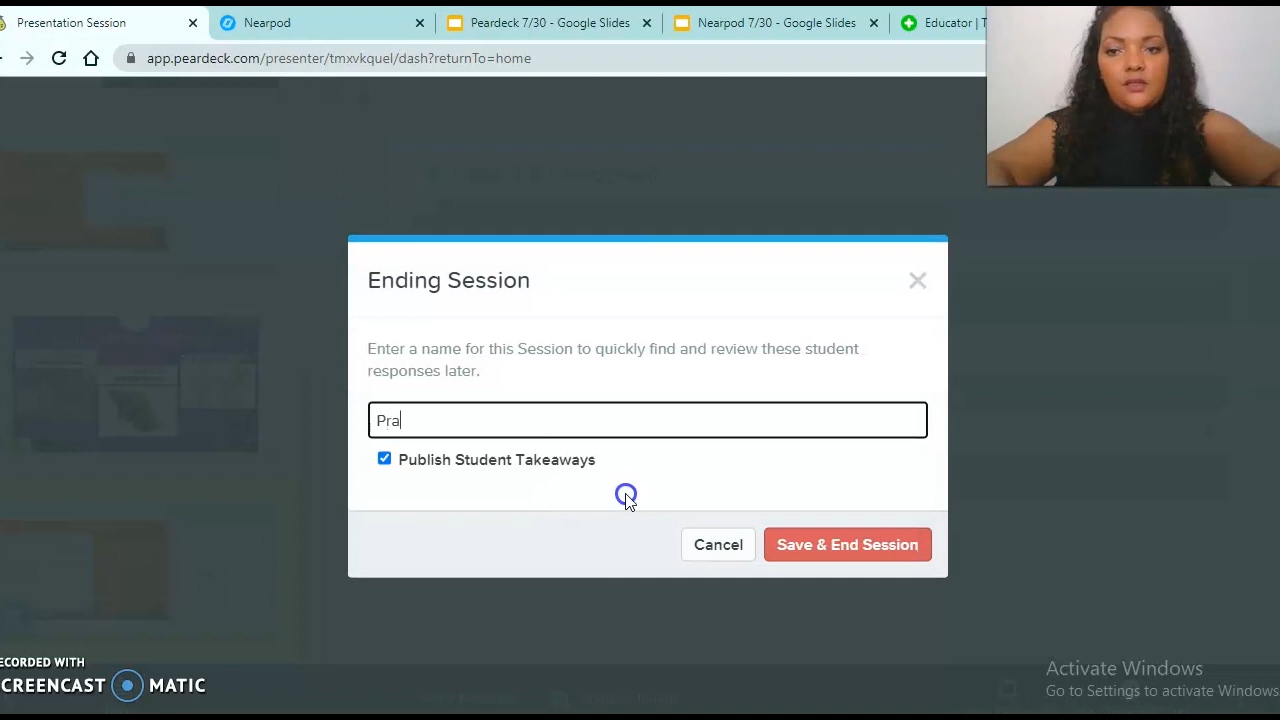 Presentation Session
Nearpod
Peardeck 7/30 - Google Slides
Nearpod 7/30 - Google Slides
Educator | T
app.peardeck.com/presenter/tmxvkquel/dash?returnTo=home
Ending Session
Enter a name for this Session to quickly find and review these student
responses later.
Pra
Publish Student Takeaways
Cancel
Save & End Session
ECORDED WITH
CREENCAST MATIC
Activate Windows
Go to Settings to activate Windows